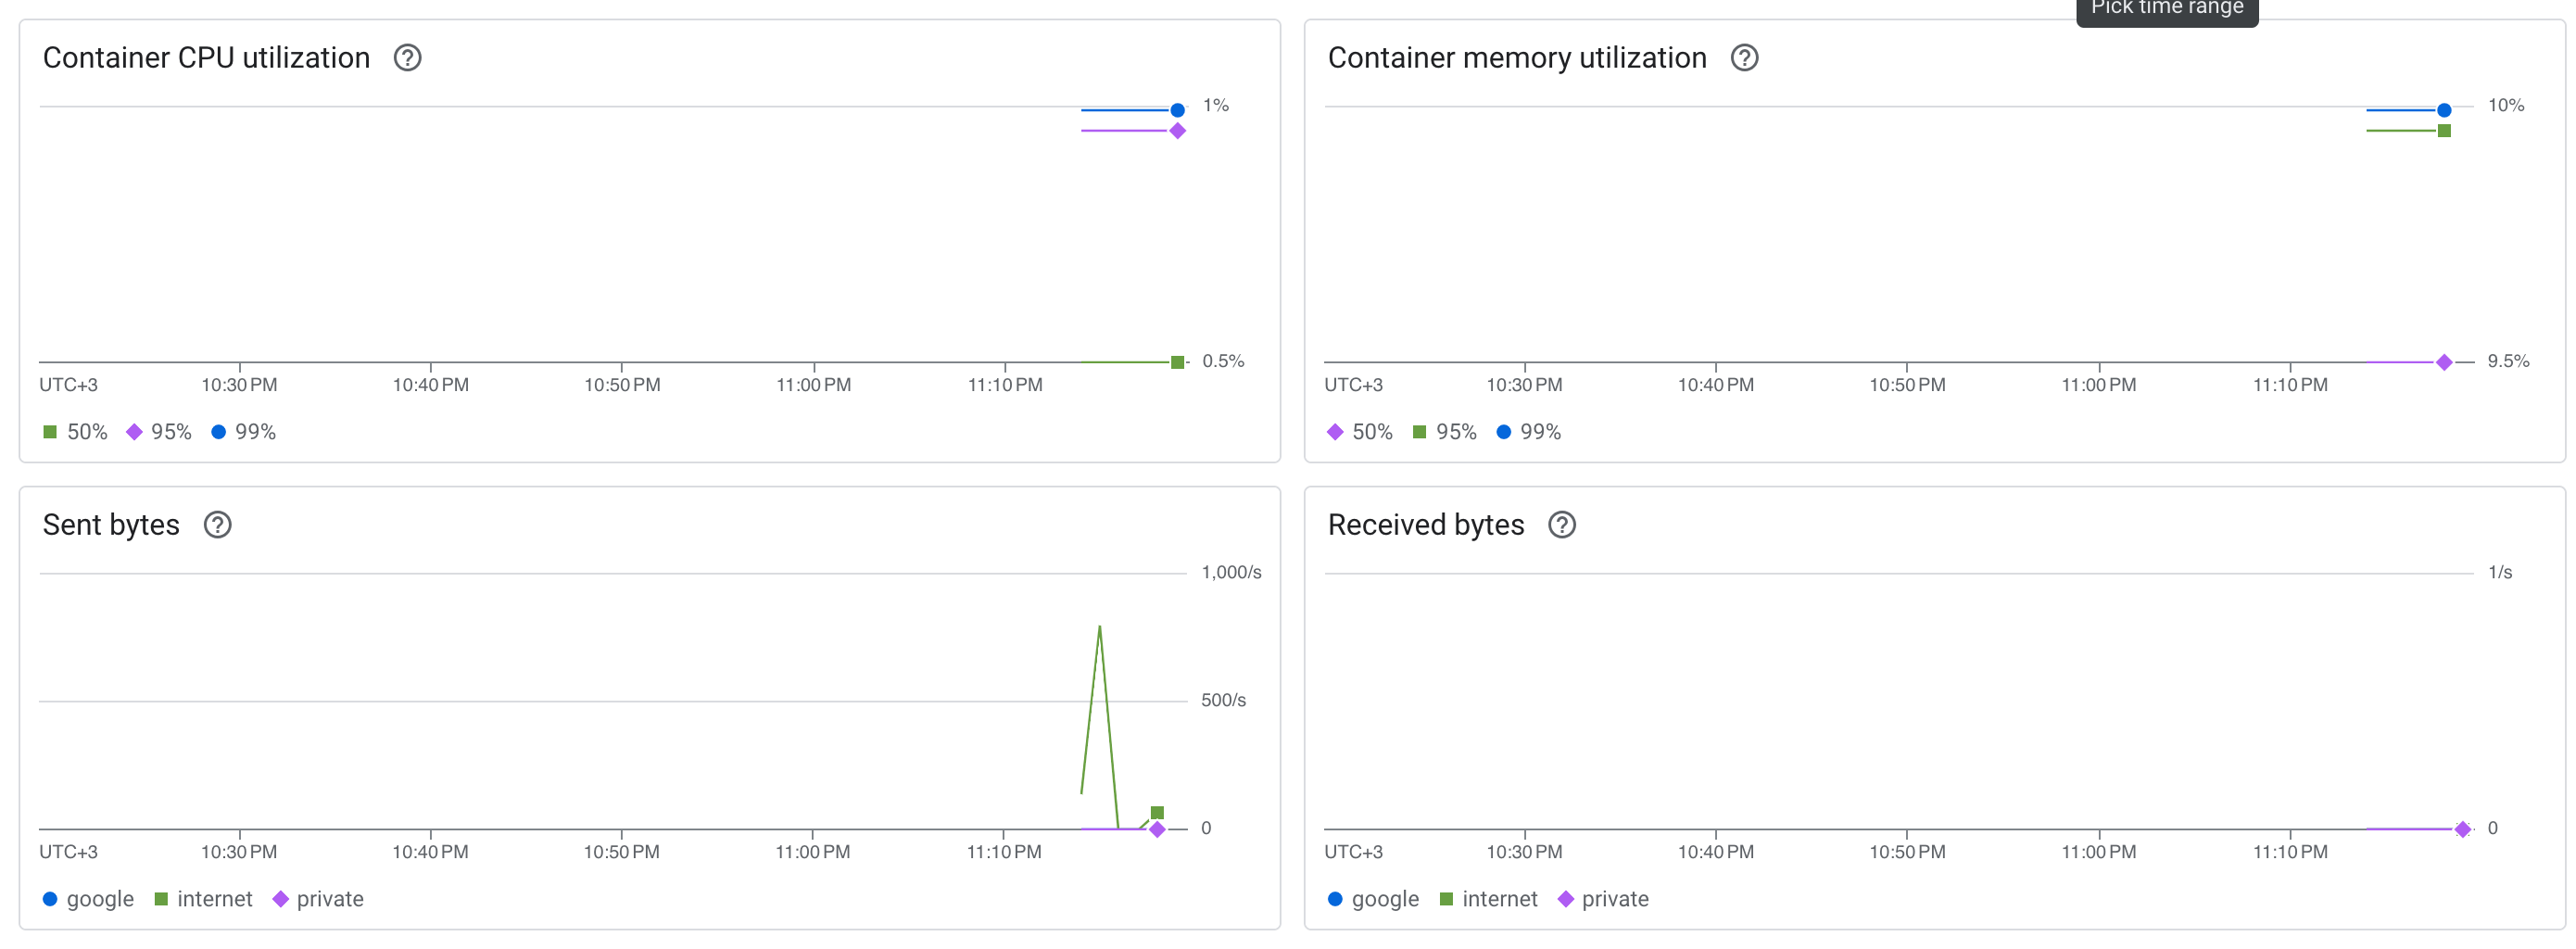 Pick time range
Container CPU utilization
1%
0.5%
UTC+3 10:30 PM 10:40 PM 10:50 PM 11:00 PM 11:10 PM
50% 95% 99%
Container memory utilization
10%
9.5%
UTC+3 10:30 PM 10:40 PM 10:50 PM 11:00 PM 11:10 PM
50% 95% 99%
Sent bytes
1,000/s
500/s
0
UTC+3 10:30 PM 10:40 PM 10:50 PM 11:00 PM 11:10 PM
google internet private
Received bytes
1/s
0
UTC+3 10:30 PM 10:40 PM 10:50 PM 11:00 PM 11:10 PM
google internet private